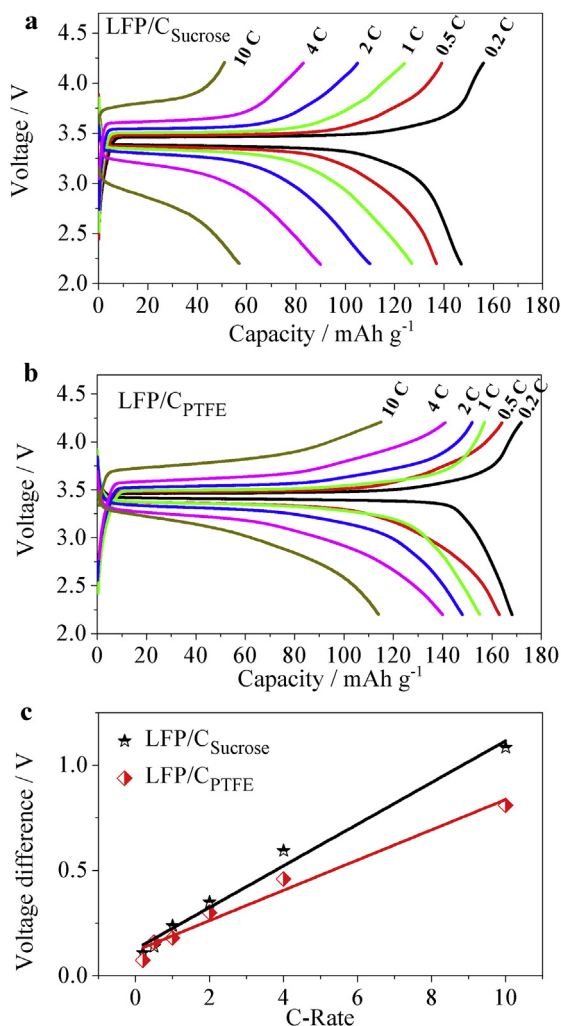 a
LFP/CSucrose
10 C
4 C
2 C
1 C
0.5 C
0.2 C
4.5
4.0
3.5
3.0
2.5
2.0
Voltage / V
0 20 40 60 80 100 120 140 160 180
Capacity / mAh g-1
b
LFP/CPTFE
10 C
4 C
2 C
1 C
0.5 C
0.2 C
4.5
4.0
3.5
3.0
2.5
2.0
Voltage / V
0 20 40 60 80 100 120 140 160 180
Capacity / mAh g-1
c
LFP/CSucrose
LFP/CPTFE
1.0
0.5
0.0
Voltage difference / V
0 2 4 6 8 10
C-Rate